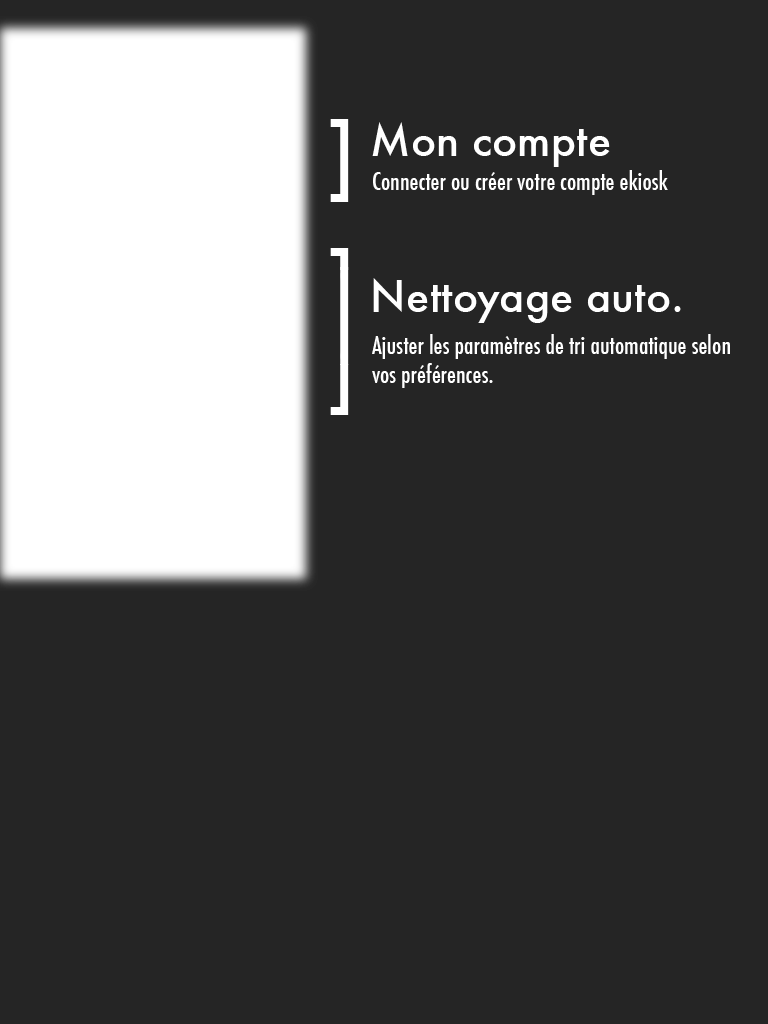 Mon compte
Connecter ou créer votre compte ekiosk
Nettoyage auto.
Ajuster les paramètres de tri automatique selon
vos préférences.